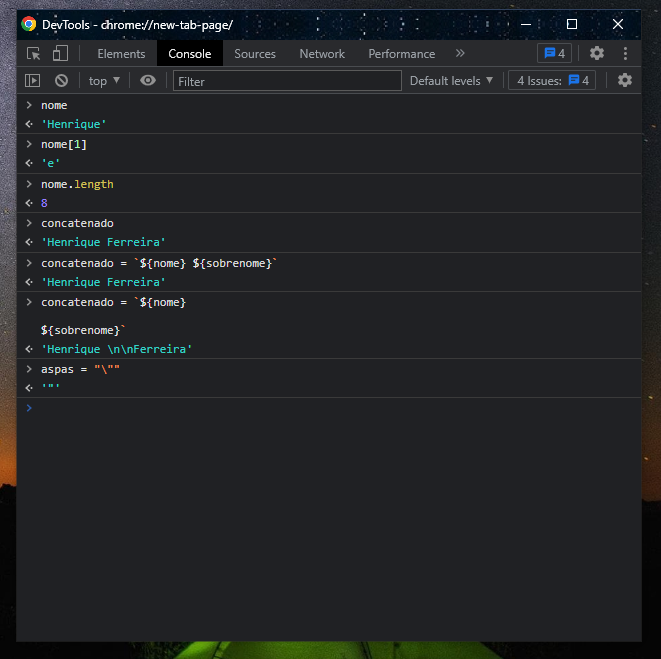 DevTools - chrome://new-tab-page/
Elements Console Sources Network Performance » 4
top ▼ Filter Default levels ▼ 4 Issues: 4
> nome
'Henrique'
> nome[1]
'e'
> nome.length
8
> concatenado
'Henrique Ferreira'
> concatenado = `${nome} ${sobrenome}`
'Henrique Ferreira'
> concatenado = `${nome}
${sobrenome}`
'Henrique \n\nFerreira'
> aspas = "\""
'"'
>